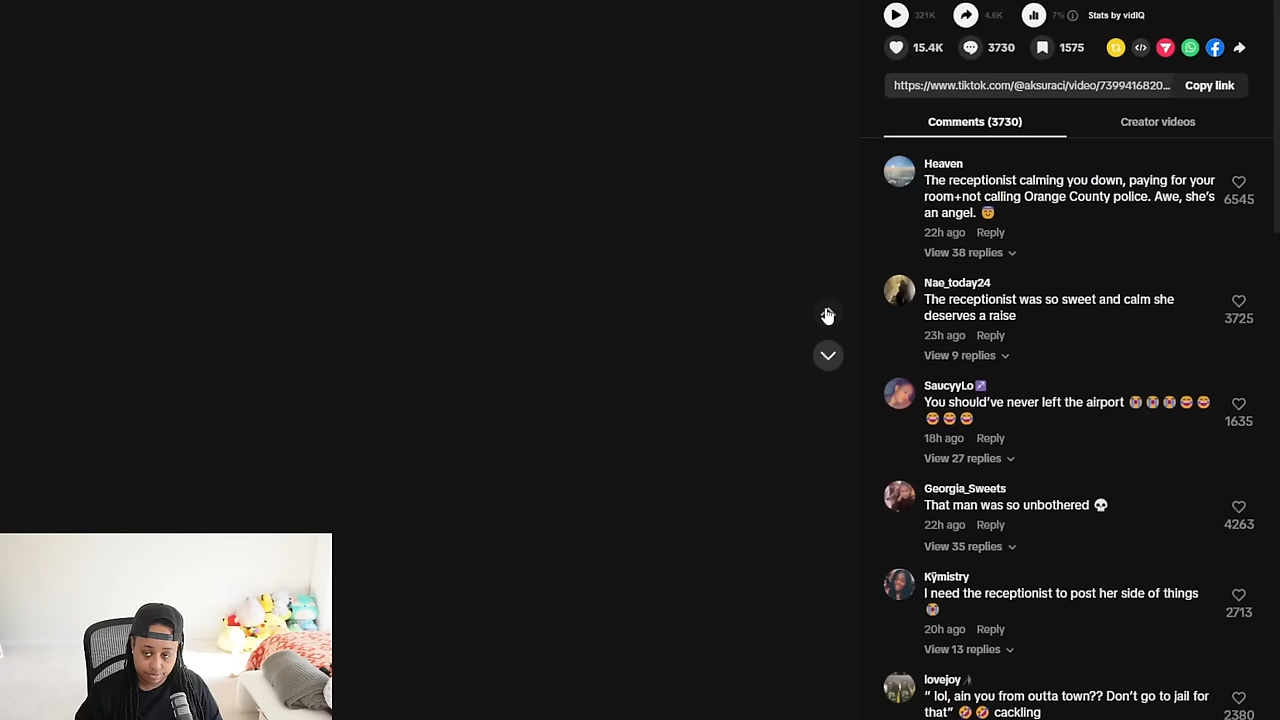 321K 4.6K 7% Stats by vidIQ
15.4K 3730 1575
https://www.tiktok.com/@aksuraci/video/7399416820... Copy link
Comments (3730) Creator videos
Heaven
The receptionist calming you down, paying for your
room+not calling Orange County police. Awe, she's
an angel. 😇
6545
22h ago Reply
View 38 replies
Nae_today24
The receptionist was so sweet and calm she
deserves a raise
3725
23h ago Reply
View 9 replies
SaucyyLo♐
You should've never left the airport 😭😭😭😂😂
😂😂😂
1635
18h ago Reply
View 27 replies
Georgia_Sweets
That man was so unbothered 💀
4263
22h ago Reply
View 35 replies
Kÿmistry
I need the receptionist to post her side of things
😭
2713
20h ago Reply
View 13 replies
lovejoy
“ lol, ain you from outta town?? Don't go to jail for
that” 🤣🤣 cackling
2380